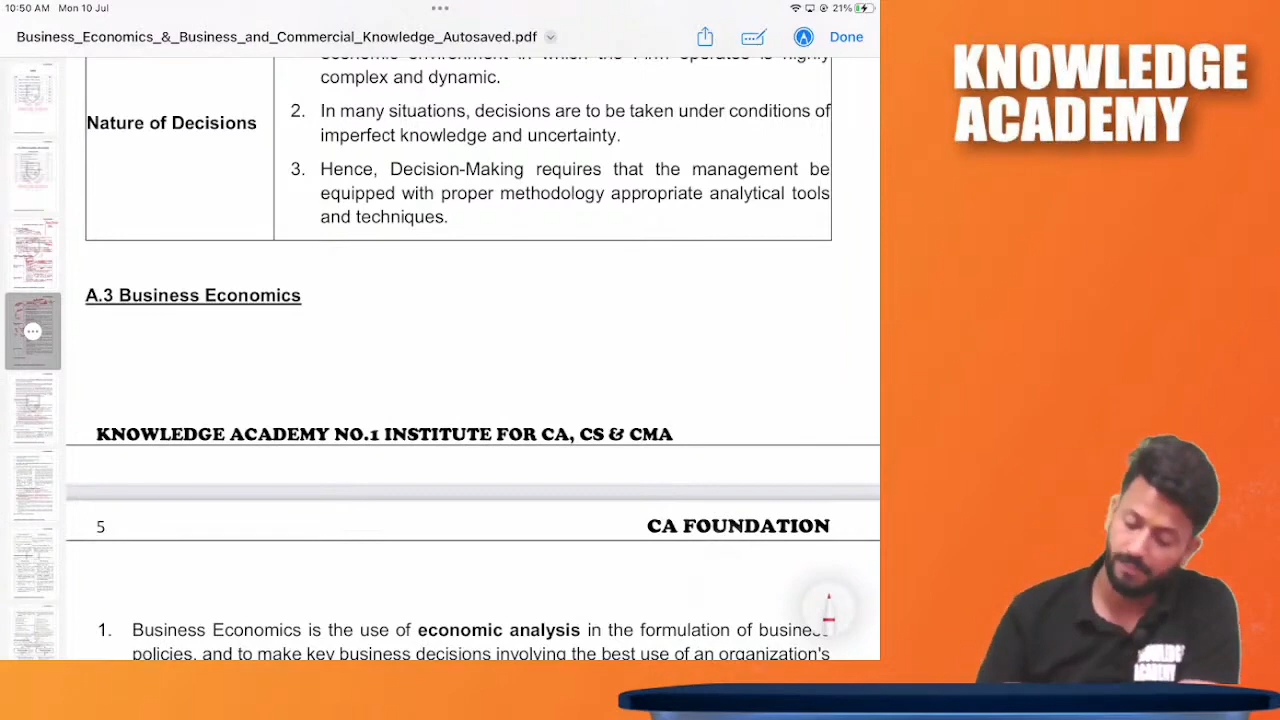 10:50 AM Mon 10 Jul
21%
Business_Economics_&_Business_and_Commercial_Knowledge_Autosaved.pdf
Done
KNOWLEDGE
ACADEMY
complex and dynamic.
Nature of Decisions
2. In many situations, decisions are to be taken under conditions of
imperfect knowledge and uncertainty.
3. Hence, Decision-Making requires that the management be
equipped with proper methodology appropriate analytical tools
and techniques.
A.3 Business Economics
KNOWLEDGE ACADEMY NO.1 INSTITUTE FOR CA, CS & CMA
5
CA FOUNDATION
1. Business Economics is the use of economic analysis in the formulation of business
policies and to make any business decisions involving the best use of an organization's